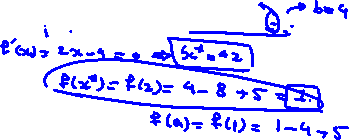 → b=4
f'(x)= 2x-4 = 0 ⇒ x* = +2
f(x*)= f(2)= 4-8+5 = 1.
f(a)= f(1)= 1-4+5